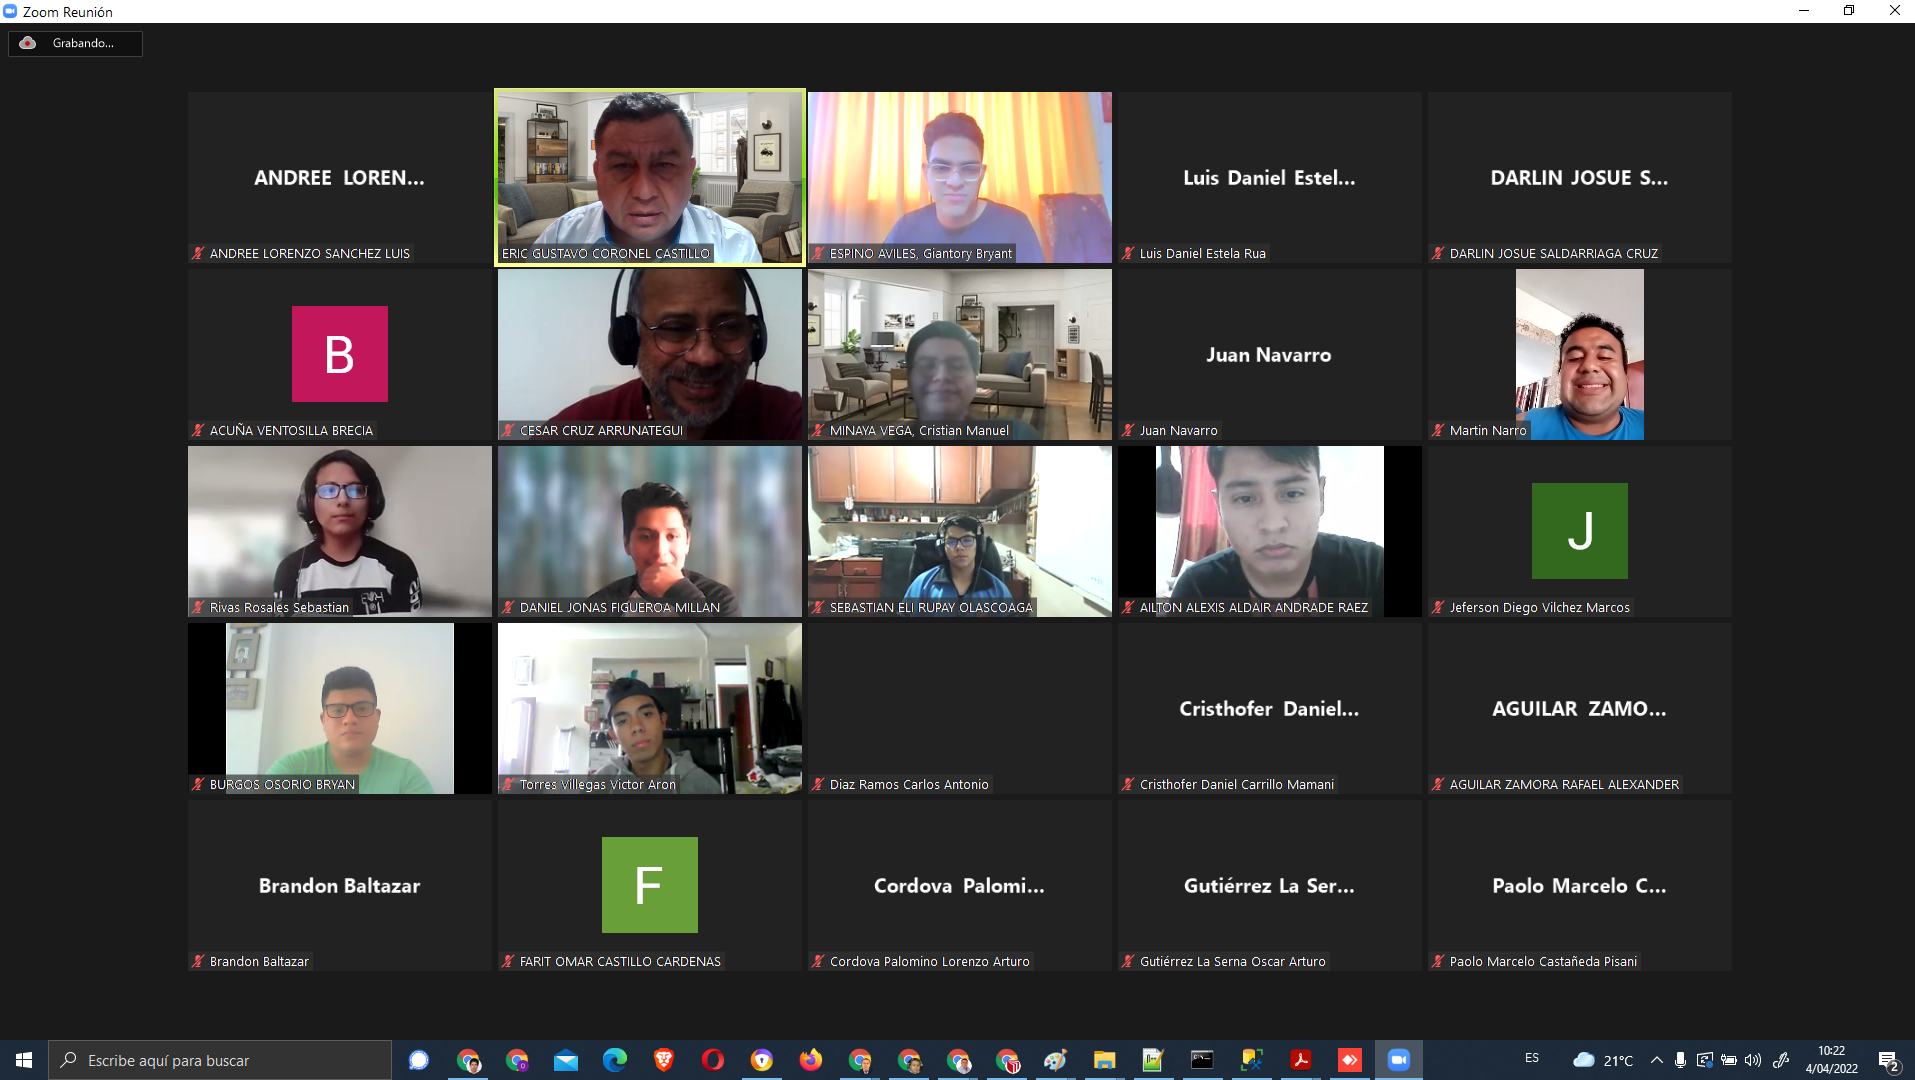 Zoom Reunión
Grabando...
ANDREE LOREN...
ANDREE LORENZO SANCHEZ LUIS
ERIC GUSTAVO CORONEL CASTILLO
ESPINO AVILES, Giantory Bryant
Luis Daniel Estel...
Luis Daniel Estela Rua
DARLIN JOSUE S...
DARLIN JOSUE SALDARRIAGA CRUZ
B
ACUÑA VENTOSILLA BRECIA
CESAR CRUZ ARRUNATEGUI
MINAYA VEGA, Cristian Manuel
Juan Navarro
Juan Navarro
Martin Narro
Rivas Rosales Sebastian
DANIEL JONAS FIGUEROA MILLAN
SEBASTIAN ELI RUPAY OLASCOAGA
AILTON ALEXIS ALDAIR ANDRADE RAEZ
J
Jeferson Diego Vilchez Marcos
BURGOS OSORIO BRYAN
Torres Villegas Victor Aron
Diaz Ramos Carlos Antonio
Cristhofer Daniel...
Cristhofer Daniel Carrillo Mamani
AGUILAR ZAMO...
AGUILAR ZAMORA RAFAEL ALEXANDER
Brandon Baltazar
Brandon Baltazar
F
FARIT OMAR CASTILLO CARDENAS
Cordova Palomi...
Cordova Palomino Lorenzo Arturo
Gutiérrez La Ser...
Gutiérrez La Serna Oscar Arturo
Paolo Marcelo C...
Paolo Marcelo Castañeda Pisani
Escribe aquí para buscar
ES
21°C
10:22
4/04/2022
2